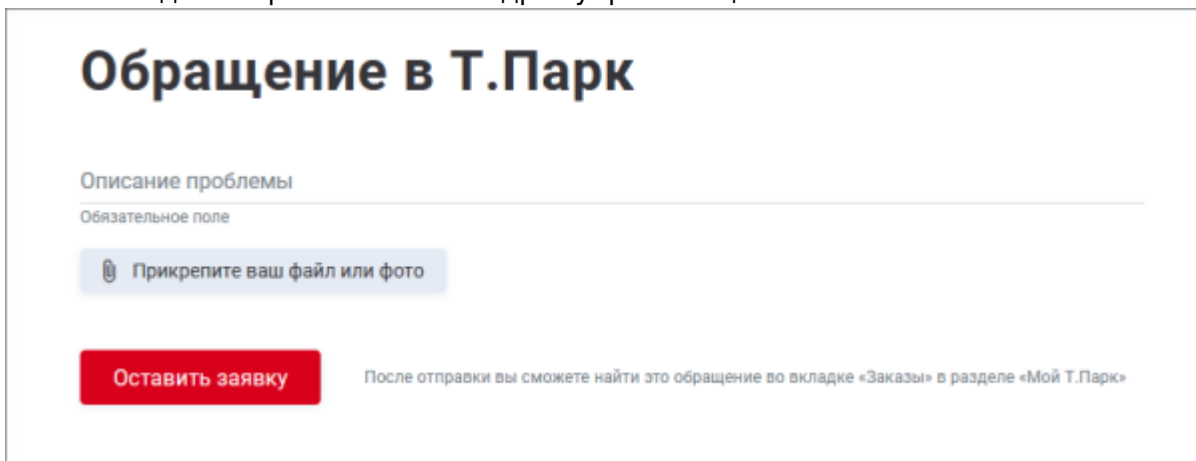 Обращение в Т.Парк
Описание проблемы
Обязательное поле
Прикрепите ваш файл или фото
Оставить заявку После отправки вы сможете найти это обращение во вкладке «Заказы» в разделе «Мой Т.Парк»